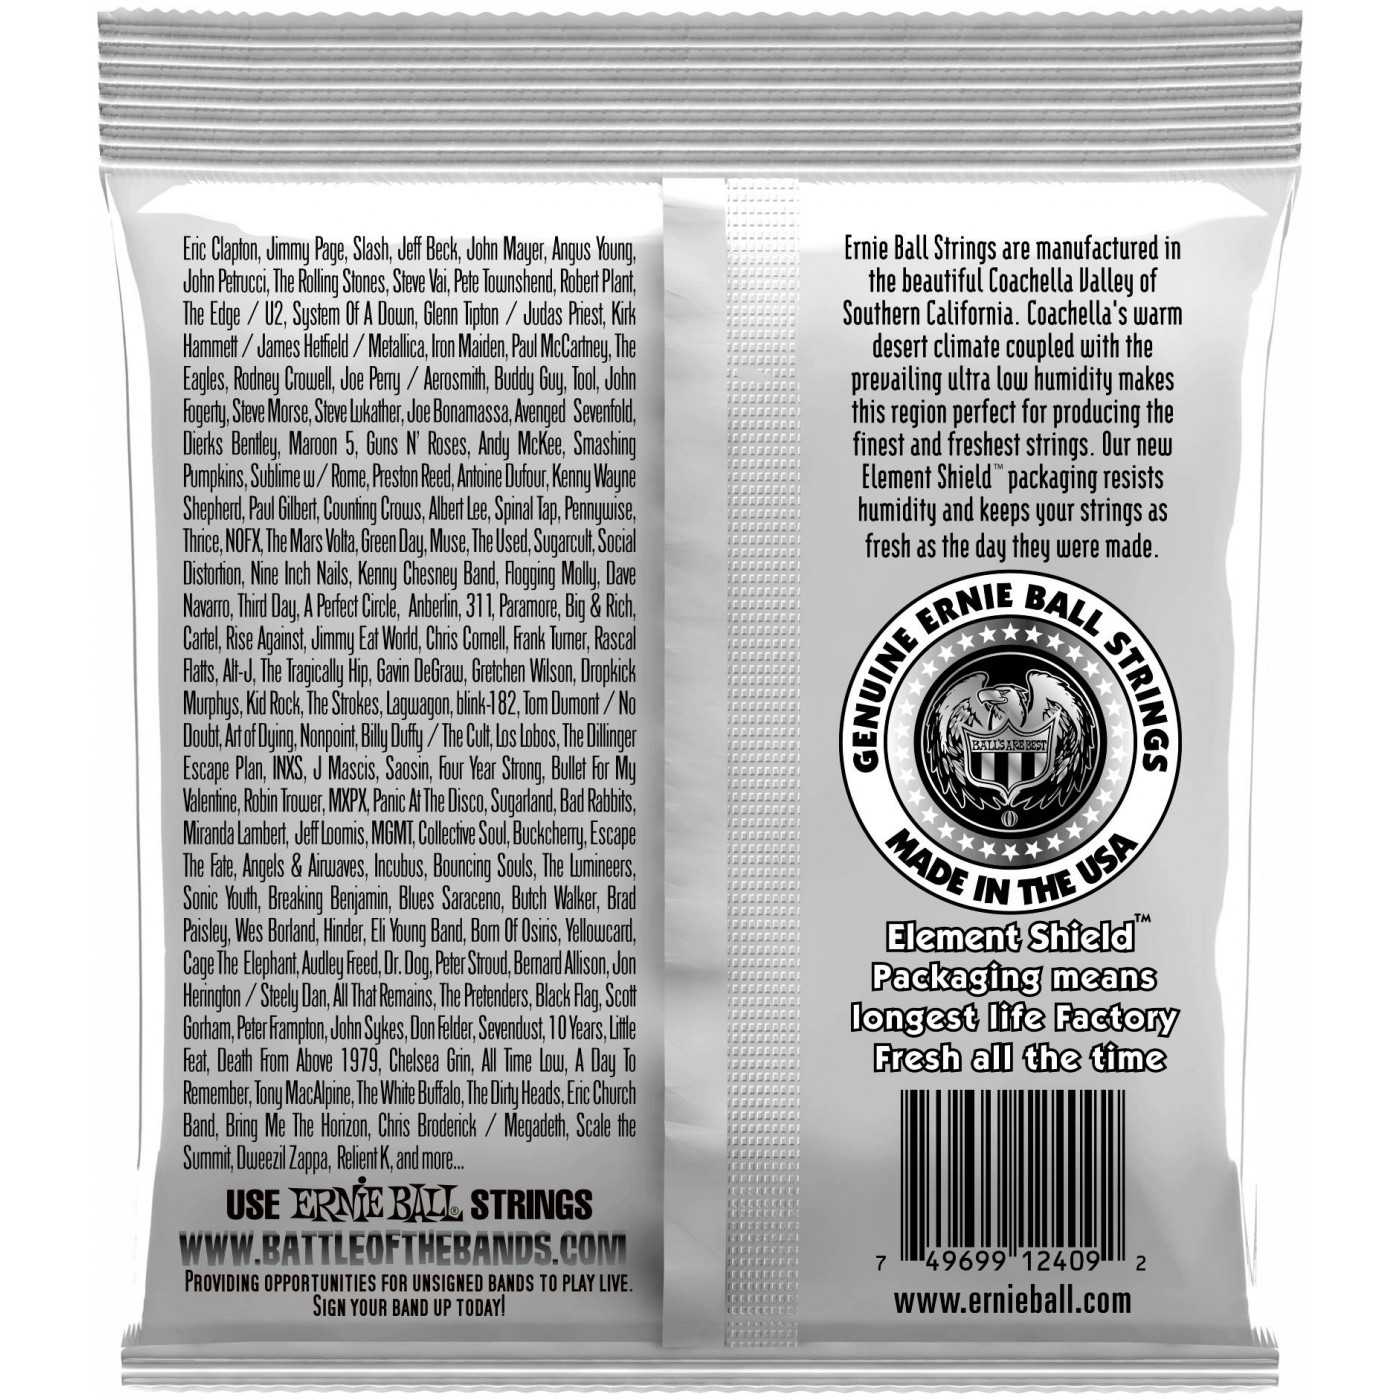 Eric Clapton, Jimmy Page, Slash, Jeff Beck, John Mayer, Angus Young,
John Petrucci, The Rolling Stones, Steve Vai, Pete Townshend, Robert Plant,
The Edge / U2, System Of A Down, Glenn Tipton / Judas Priest, Kirk
Hammett / James Hetfield / Metallica, Iron Maiden, Paul McCartney, The
Eagles, Rodney Crowell, Joe Perry / Aerosmith, Buddy Guy, Tool, John
Fogerty, Steve Morse, Steve Lukather, Joe Bonamassa, Avenged Sevenfold,
Dierks Bentley, Maroon 5, Guns N' Roses, Andy McKee, Smashing
Pumpkins, Sublime w/ Rome, Preston Reed, Antoine Dufour, Kenny Wayne
Shepherd, Paul Gilbert, Counting Crows, Albert Lee, Spinal Tap, Pennywise,
Thrice, NOFX, The Mars Volta, Green Day, Muse, The Used, Sugarcult, Social
Distortion, Nine Inch Nails, Kenny Chesney Band, Flogging Molly, Dave
Navarro, Third Day, A Perfect Circle, Anberlin, 311, Paramore, Big & Rich,
Cartel, Rise Against, Jimmy Eat World, Chris Cornell, Frank Turner, Rascal
Flatts, Alt-J, The Tragically Hip, Gavin DeGraw, Gretchen Wilson, Dropkick
Murphys, Kid Rock, The Strokes, Lagwagon, blink-182, Tom Dumont / No
Doubt, Art of Dying, Nonpoint, Billy Duffy / The Cult, Los Lobos, The Dillinger
Escape Plan, INXS, J Mascis, Saosin, Four Year Strong, Bullet For My
Valentine, Robin Trower, MXPX, Panic At The Disco, Sugarland, Bad Rabbits,
Miranda Lambert, Jeff Loomis, MGMT, Collective Soul, Buckcherry, Escape
The Fate, Angels & Airwaves, Incubus, Bouncing Souls, The Lumineers,
Sonic Youth, Breaking Benjamin, Blues Saraceno, Butch Walker, Brad
Paisley, Wes Borland, Hinder, Eli Young Band, Born Of Osiris, Yellowcard,
Cage The Elephant, Audley Freed, Dr. Dog, Peter Stroud, Bernard Allison, Jon
Herington / Steely Dan, All That Remains, The Pretenders, Black Flag, Scott
Gorham, Peter Frampton, John Sykes, Don Felder, Sevendust, 10 Years, Little
Feat, Death From Above 1979, Chelsea Grin, All Time Low, A Day To
Remember, Tony MacAlpine, The White Buffalo, The Dirty Heads, Eric Church
Band, Bring Me The Horizon, Chris Broderick / Megadeth, Scale the
Summit, Dweezil Zappa, Relient K, and more...
USE ERNIE BALL® STRINGS
WWW.BATTLEOFTHEBANDS.COM
PROVIDING OPPORTUNITIES FOR UNSIGNED BANDS TO PLAY LIVE.
SIGN YOUR BAND UP TODAY!
Ernie Ball Strings are manufactured in
the beautiful Coachella Valley of
Southern California. Coachella's warm
desert climate coupled with the
prevailing ultra low humidity makes
this region perfect for producing the
finest and freshest strings. Our new
Element Shield™ packaging resists
humidity and keeps your strings as
fresh as the day they were made.
GENUINE ERNIE BALL STRINGS
BALL'S ARE BEST
MADE IN THE USA
Element Shield™
Packaging means
longest life Factory
Fresh all the time
7 49699 12409 2
www.ernieball.com